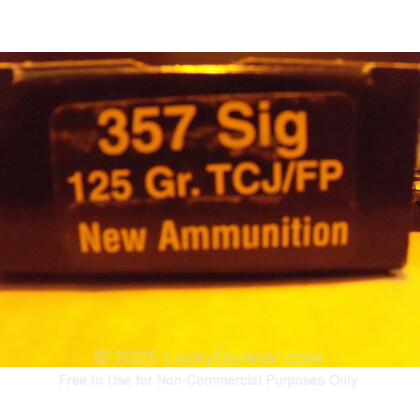 357 Sig
125 Gr. TCJ/FP
New Ammunition
© 2025 LuckyGunner.com
Free to Use for Non-Commercial Purposes Only